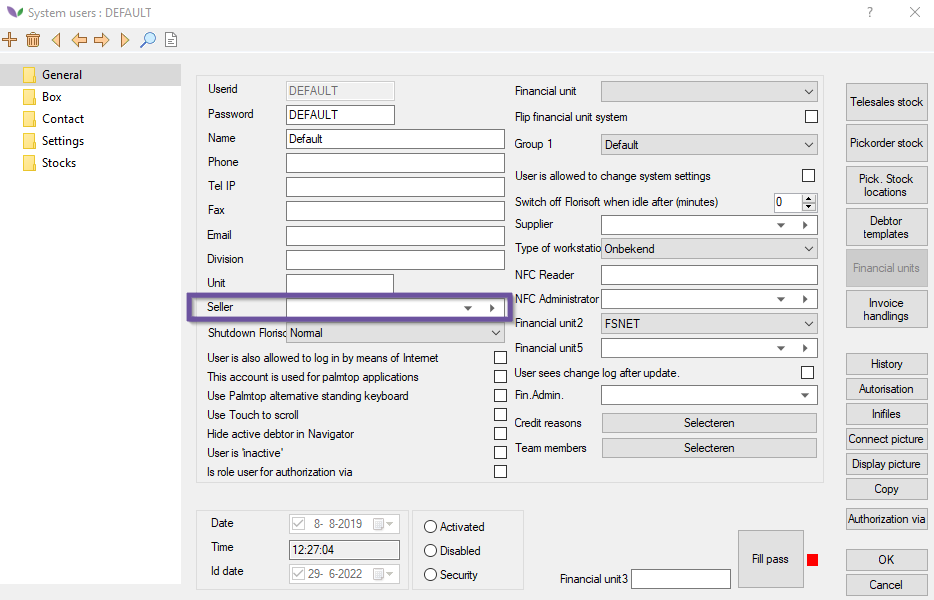 System users : DEFAULT
?
General
Box
Contact
Settings
Stocks
Userid
DEFAULT
Password
DEFAULT
Name
Default
Phone
Tel IP
Fax
Email
Division
Unit
Seller
Shutdown Floriso
Normal
User is also allowed to log in by means of Internet
This account is used for palmtop applications
Use Palmtop alternative standing keyboard
Use Touch to scroll
Hide active debtor in Navigator
User is 'inactive'
Is role user for authorization via
Financial unit
Flip financial unit system
Group 1
Default
User is allowed to change system settings
Switch off Florisoft when idle after (minutes)
0
Supplier
Type of workstatio
Onbekend
NFC Reader
NFC Administrator
Financial unit2
FSNET
Financial unit5
User sees change log after update.
Fin.Admin.
Credit reasons
Selecteren
Team members
Selecteren
Date
8- 8-2019
Time
12:27:04
Id date
29- 6-2022
Activated
Disabled
Security
Financial unit3
Fill pass
Telesales stock
Pickorder stock
Pick. Stock
locations
Debtor
templates
Financial units
Invoice
handlings
History
Autorisation
Inifiles
Connect picture
Display picture
Copy
Authorization via
OK
Cancel